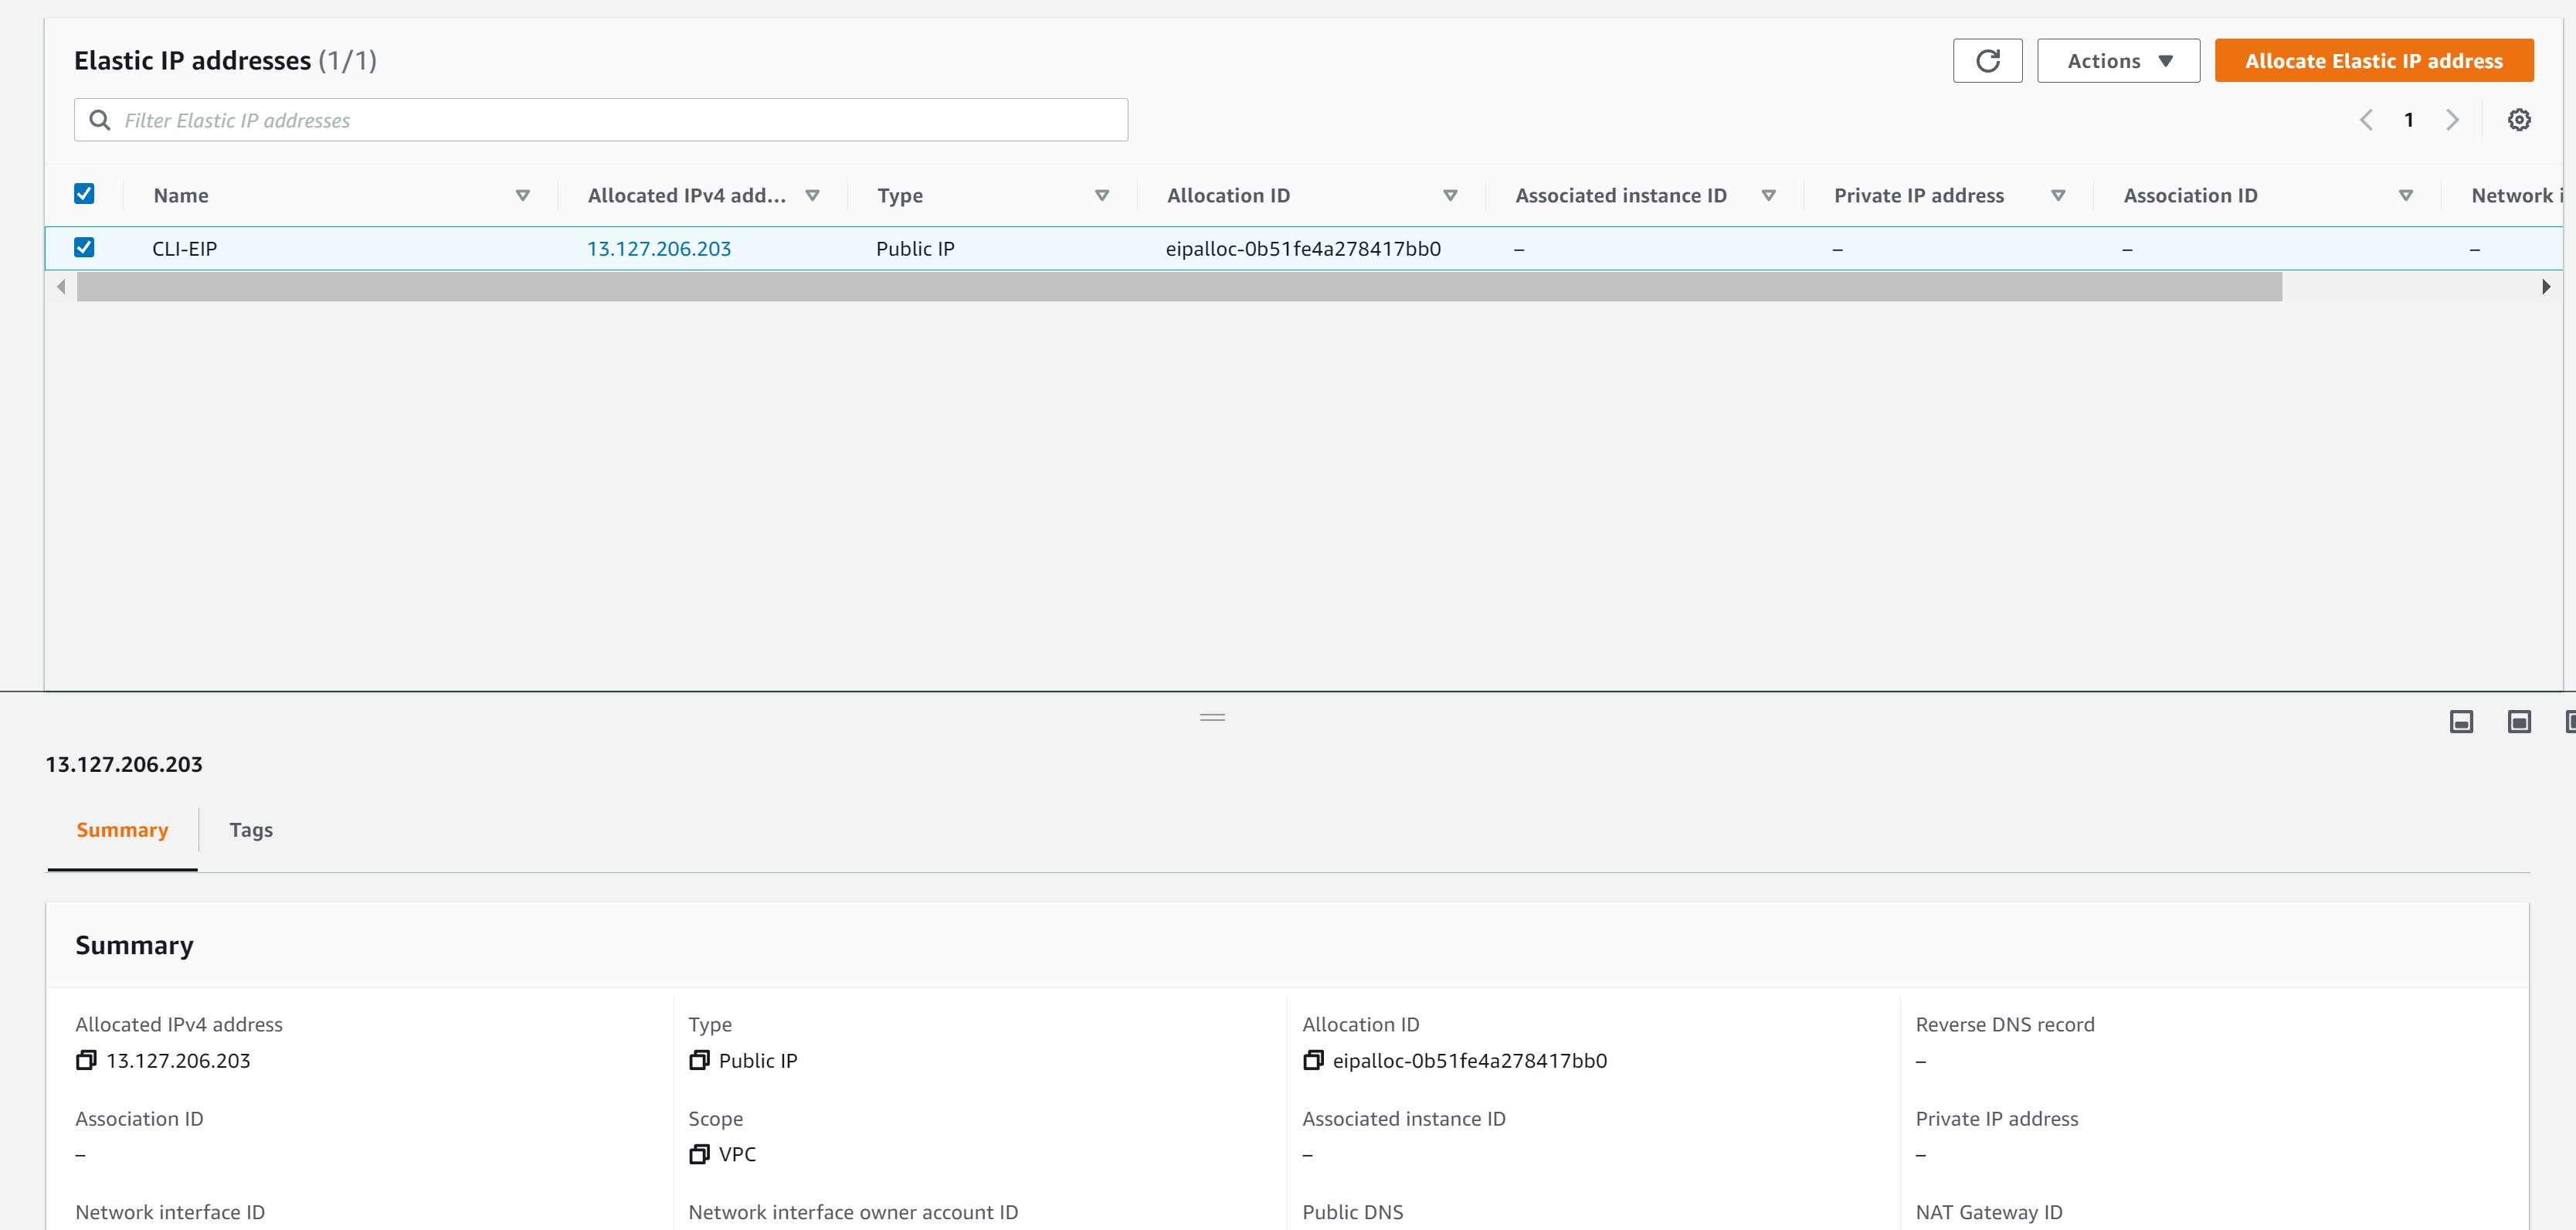 Elastic IP addresses (1/1)
Actions
Allocate Elastic IP address
Filter Elastic IP addresses
1
Name Allocated IPv4 add... Type Allocation ID Associated instance ID Private IP address Association ID Network i
CLI-EIP 13.127.206.203 Public IP eipalloc-0b51fe4a278417bb0 – – – –
13.127.206.203
Summary Tags
Summary
Allocated IPv4 address Type Allocation ID Reverse DNS record
13.127.206.203 Public IP eipalloc-0b51fe4a278417bb0 –
Association ID Scope Associated instance ID Private IP address
– VPC – –
Network interface ID Network interface owner account ID Public DNS NAT Gateway ID